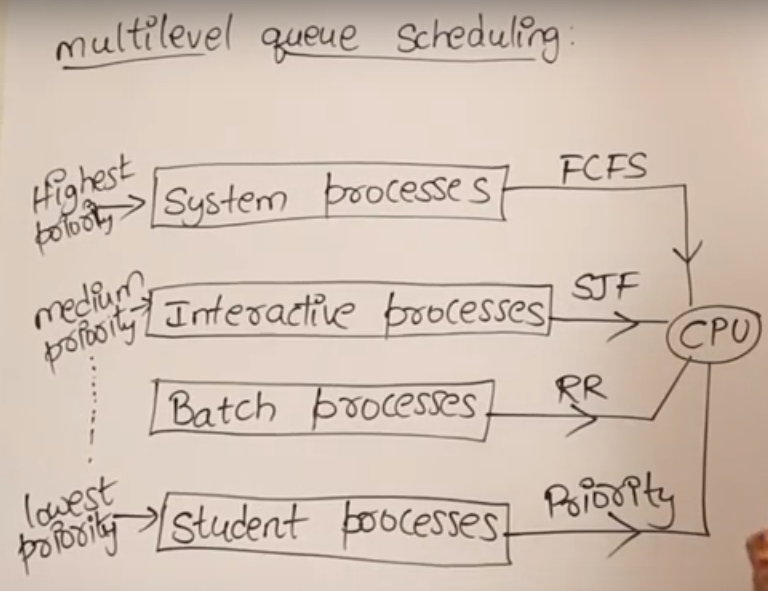 multilevel queue scheduling:
Highest priority
System processes
FCFS
medium priority
Interactive processes
SJF
CPU
Batch processes
RR
lowest priority
Student processes
Priority